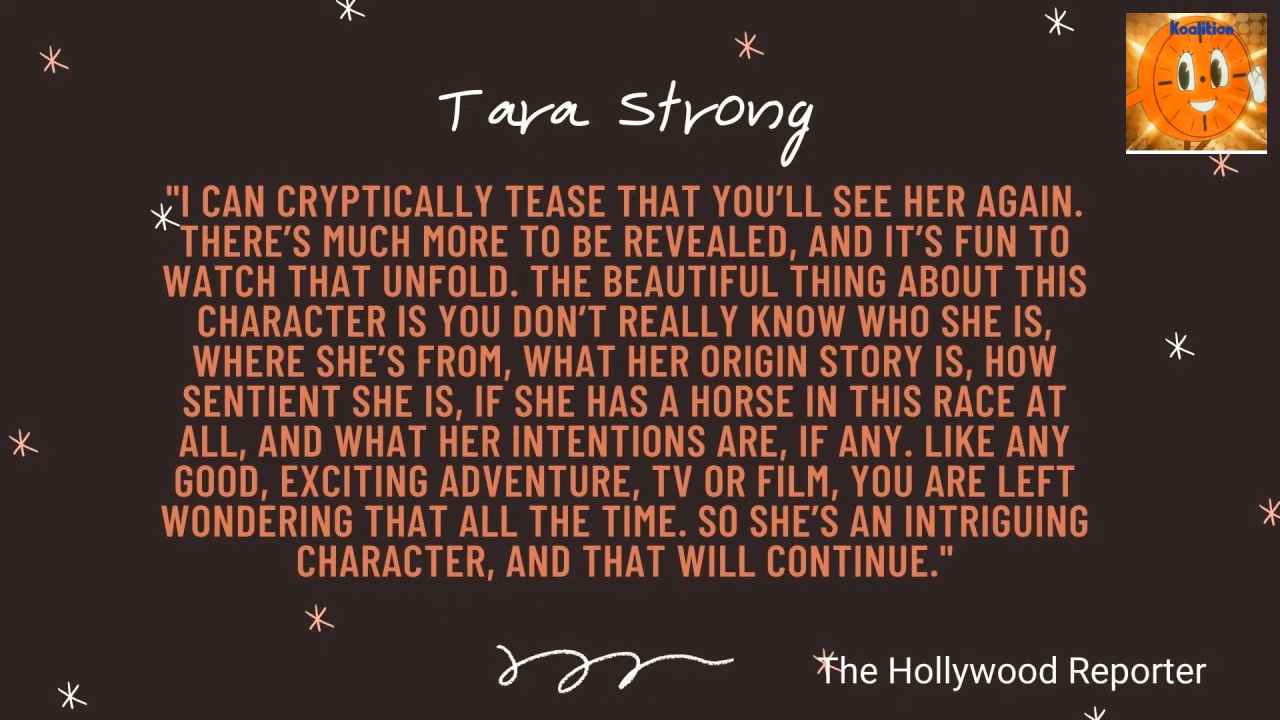 Koalition
Tara Strong
"I CAN CRYPTICALLY TEASE THAT YOU’LL SEE HER AGAIN.
THERE’S MUCH MORE TO BE REVEALED, AND IT’S FUN TO
WATCH THAT UNFOLD. THE BEAUTIFUL THING ABOUT THIS
CHARACTER IS YOU DON’T REALLY KNOW WHO SHE IS,
WHERE SHE’S FROM, WHAT HER ORIGIN STORY IS, HOW
SENTIENT SHE IS, IF SHE HAS A HORSE IN THIS RACE AT
ALL, AND WHAT HER INTENTIONS ARE, IF ANY. LIKE ANY
GOOD, EXCITING ADVENTURE, TV OR FILM, YOU ARE LEFT
WONDERING THAT ALL THE TIME. SO SHE’S AN INTRIGUING
CHARACTER, AND THAT WILL CONTINUE."
The Hollywood Reporter